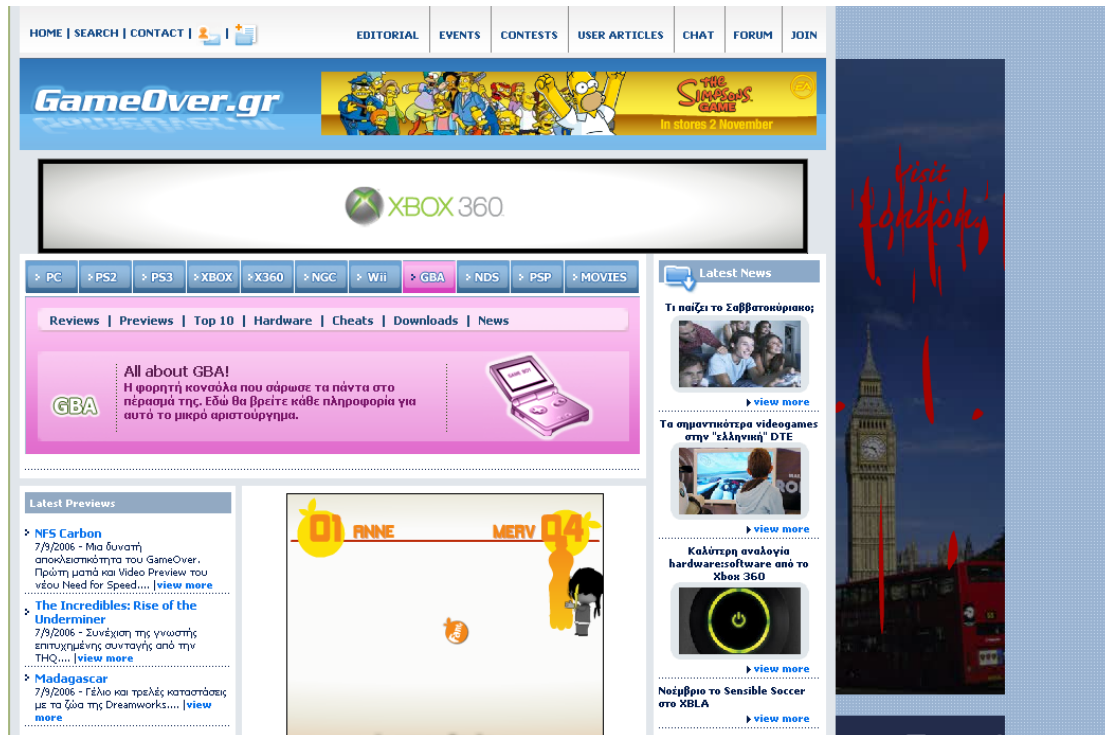 HOME | SEARCH | CONTACT | |
EDITORIAL EVENTS CONTESTS USER ARTICLES CHAT FORUM JOIN
GameOver.gr
THE SIMPSONS GAME
In stores 2 November
EA
XBOX 360
Visit
London
PC PS2 PS3 XBOX X360 NGC Wii GBA NDS PSP MOVIES
Reviews | Previews | Top 10 | Hardware | Cheats | Downloads | News
GBA
All about GBA!
Η φορητή κονσόλα που σάρωσε τα πάντα στο
πέρασμά της. Εδώ θα βρείτε κάθε πληροφορία για
αυτό το μικρό αριστούργημα.
GAME BOY
Latest Previews
NFS Carbon
7/9/2006 - Μια δυνατή
αποκλειστικότητα του GameOver.
Πρώτη ματιά και Video Preview του
νέου Need for Speed.... |view more
The Incredibles: Rise of the
Underminer
7/9/2006 - Συνέχιση της γνωστής
επιτυχημένης συνταγής από την
THQ.... |view more
Madagascar
7/9/2006 - Γέλιο και τρελές καταστάσεις
με τα ζώα της Dreamworks.... |view
more
01 ANNE MERV 04
Fanta
Latest News
Τι παίζει το Σαββατοκύριακο;
view more
Τα σημαντικότερα videogames
στην "ελληνική" DTE
view more
Καλύτερη αναλογία
hardware:software από το
Xbox 360
view more
Νοέμβριο το Sensible Soccer
στο XBLA
view more